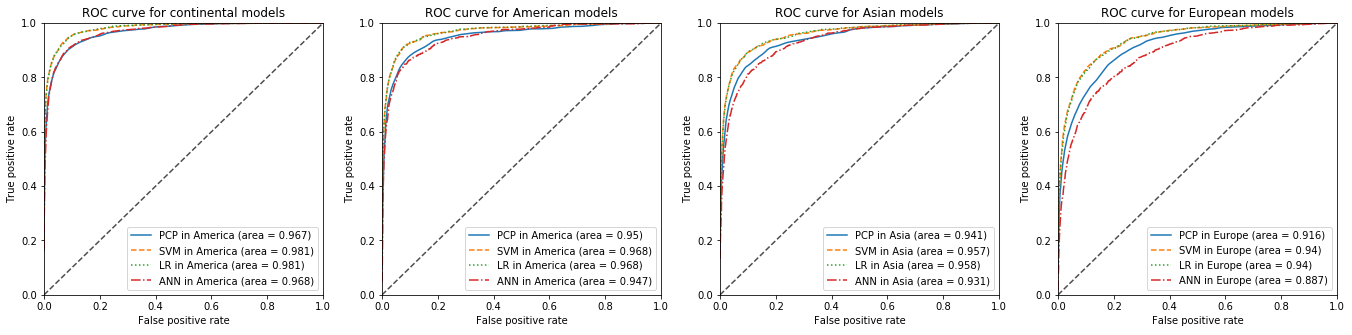 ROC curve for continental models
True positive rate
1.0
0.8
0.6
0.4
0.2
0.0
PCP in America (area = 0.967)
SVM in America (area = 0.981)
LR in America (area = 0.981)
ANN in America (area = 0.968)
0.0 0.2 0.4 0.6 0.8 1.0
False positive rate
ROC curve for American models
True positive rate
1.0
0.8
0.6
0.4
0.2
0.0
PCP in America (area = 0.95)
SVM in America (area = 0.968)
LR in America (area = 0.968)
ANN in America (area = 0.947)
0.0 0.2 0.4 0.6 0.8 1.0
False positive rate
ROC curve for Asian models
True positive rate
1.0
0.8
0.6
0.4
0.2
0.0
PCP in Asia (area = 0.941)
SVM in Asia (area = 0.957)
LR in Asia (area = 0.958)
ANN in Asia (area = 0.931)
0.0 0.2 0.4 0.6 0.8 1.0
False positive rate
ROC curve for European models
True positive rate
1.0
0.8
0.6
0.4
0.2
0.0
PCP in Europe (area = 0.916)
SVM in Europe (area = 0.94)
LR in Europe (area = 0.94)
ANN in Europe (area = 0.887)
0.0 0.2 0.4 0.6 0.8 1.0
False positive rate